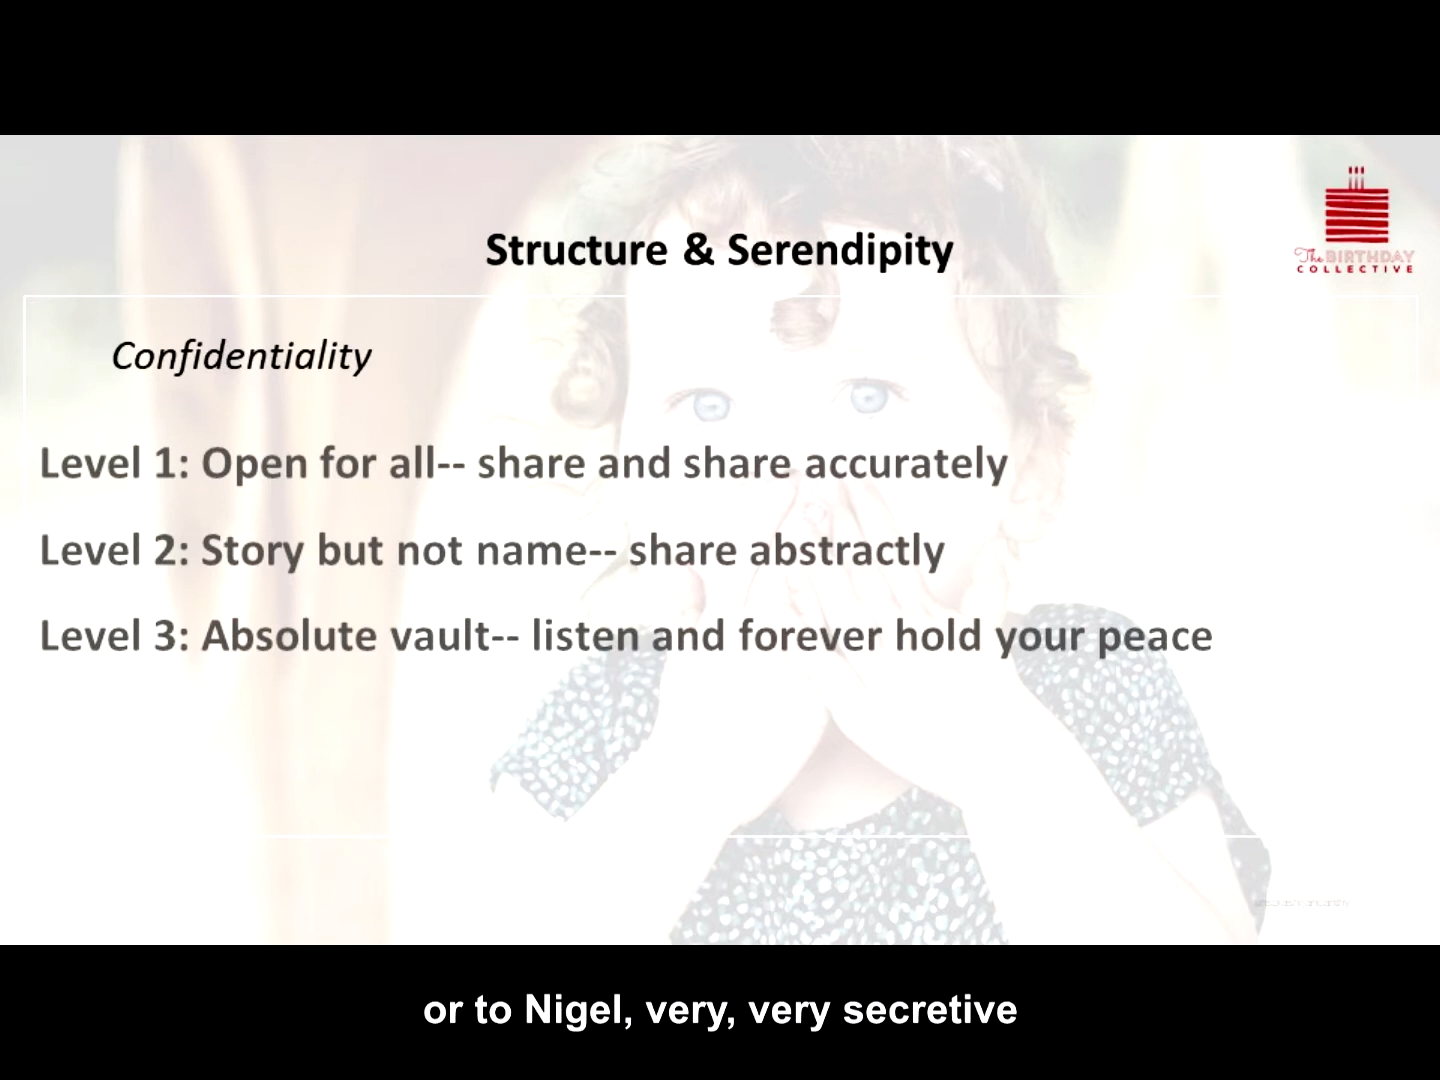 Structure & Serendipity
The BIRTHDAY
COLLECTIVE
Confidentiality
Level 1: Open for all-- share and share accurately
Level 2: Story but not name-- share abstractly
Level 3: Absolute vault-- listen and forever hold your peace
or to Nigel, very, very secretive